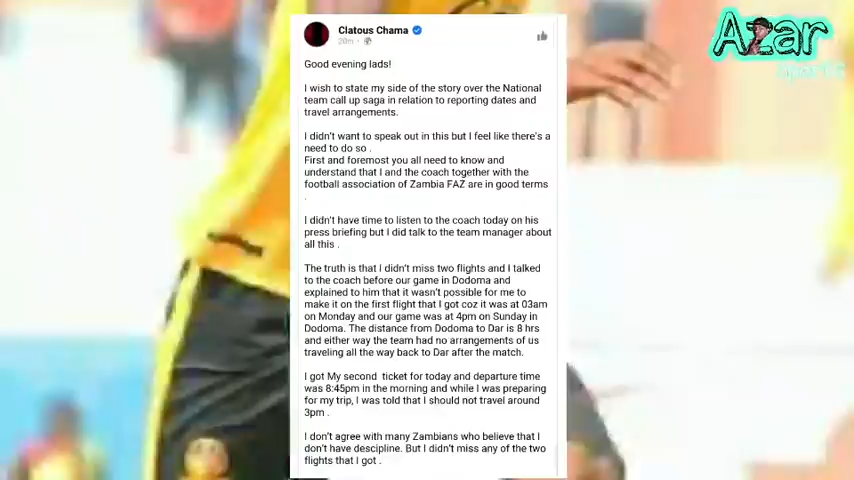 Azar
sports
Clatous Chama
20m
Good evening lads!
I wish to state my side of the story over the National
team call up saga in relation to reporting dates and
travel arrangements.
I didn't want to speak out in this but I feel like there's a
need to do so .
First and foremost you all need to know and
understand that I and the coach together with the
football association of Zambia FAZ are in good terms
.
I didn't have time to listen to the coach today on his
press briefing but I did talk to the team manager about
all this .
The truth is that I didn't miss two flights and I talked
to the coach before our game in Dodoma and
explained to him that it wasn't possible for me to
make it on the first flight that I got coz it was at 03am
on Monday and our game was at 4pm on Sunday in
Dodoma. The distance from Dodoma to Dar is 8 hrs
and either way the team had no arrangements of us
traveling all the way back to Dar after the match.
I got My second ticket for today and departure time
was 8:45pm in the morning and while I was preparing
for my trip, I was told that I should not travel around
3pm .
I don't agree with many Zambians who believe that I
don't have descipline. But I didn't miss any of the two
flights that I got .